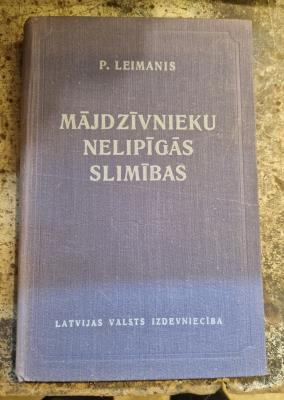 P. LEIMANIS
MĀJDZĪVNIEKU
NELIPĪGĀS
SLIMĪBAS
LATVIJAS VALSTS IZDEVNIECĪBA